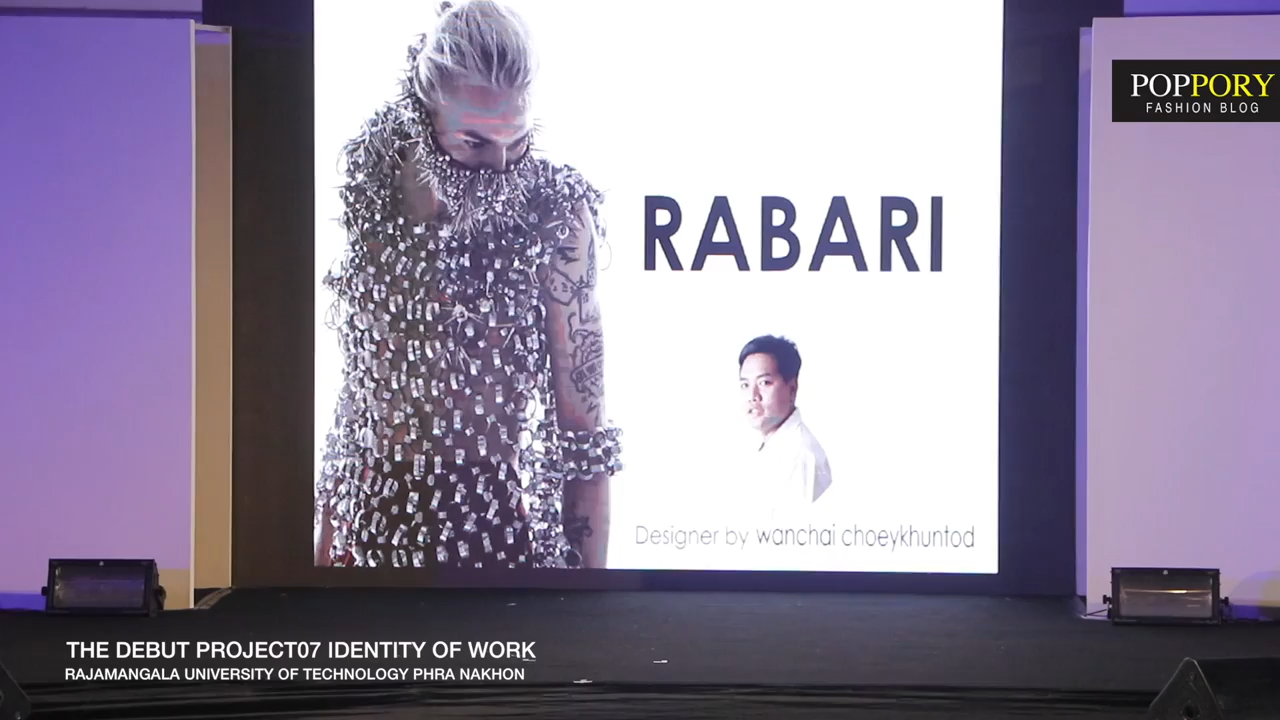 POPPORY
FASHION BLOG
RABARI
Designer by wanchai choeykhuntod
THE DEBUT PROJECT07 IDENTITY OF WORK
RAJAMANGALA UNIVERSITY OF TECHNOLOGY PHRA NAKHON